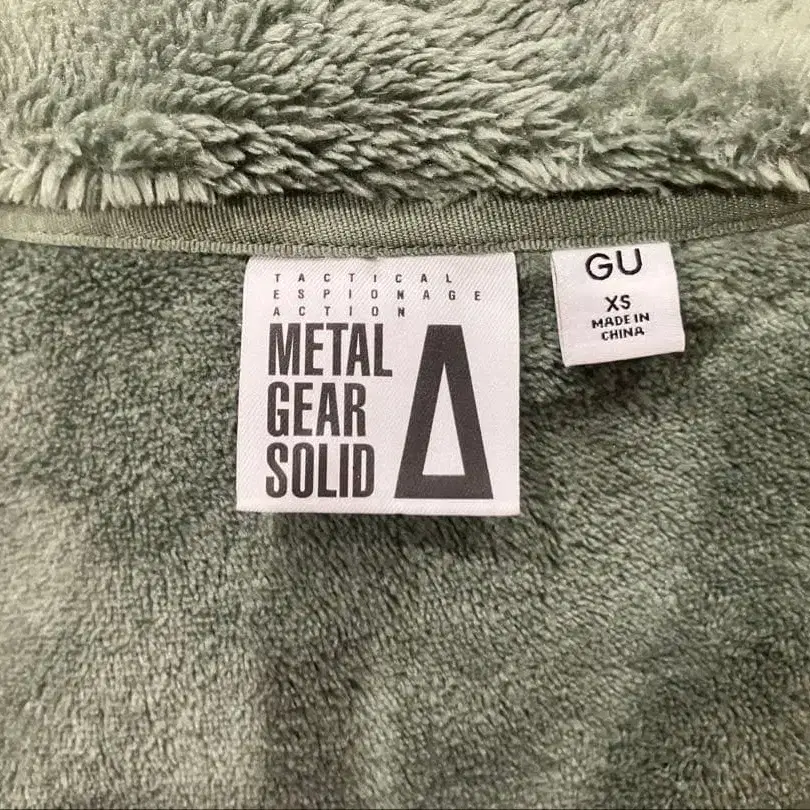 TACTICAL
ESPIONAGE
ACTION
METAL
GEAR
SOLID
Δ
GU
XS
MADE IN
CHINA